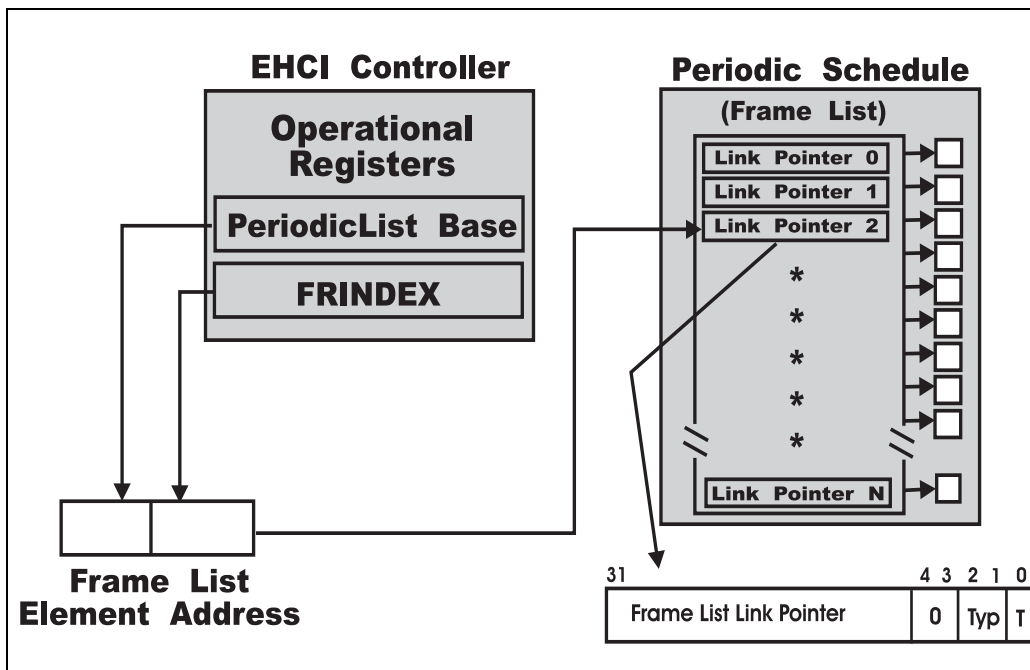 EHCI Controller
Operational
Registers
PeriodicList Base
FRINDEX
Frame List
Element Address
Periodic Schedule
(Frame List)
Link Pointer 0
Link Pointer 1
Link Pointer 2
*
*
*
*
*
Link Pointer N
31 4 3 2 1 0
Frame List Link Pointer 0 Typ T